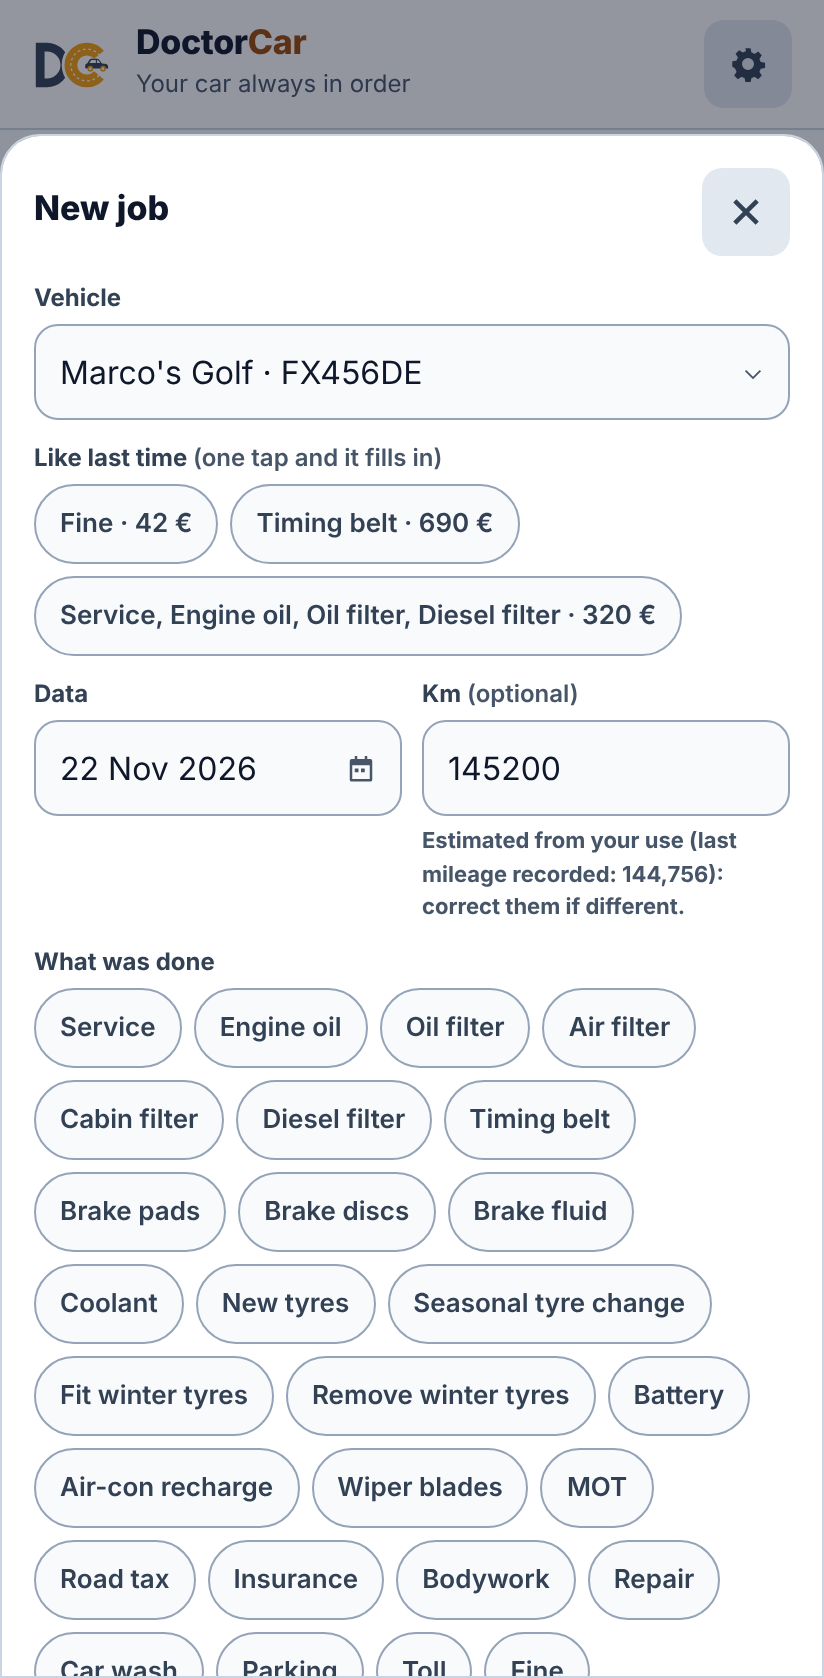 DC
DoctorCar
Your car always in order
New job
Vehicle
Marco's Golf · FX456DE
Like last time (one tap and it fills in)
Fine · 42 €
Timing belt · 690 €
Service, Engine oil, Oil filter, Diesel filter · 320 €
Data
Km (optional)
22 Nov 2026
145200
Estimated from your use (last
mileage recorded: 144,756):
correct them if different.
What was done
Service
Engine oil
Oil filter
Air filter
Cabin filter
Diesel filter
Timing belt
Brake pads
Brake discs
Brake fluid
Coolant
New tyres
Seasonal tyre change
Fit winter tyres
Remove winter tyres
Battery
Air-con recharge
Wiper blades
MOT
Road tax
Insurance
Bodywork
Repair
Car wash
Parking
Toll
Fine